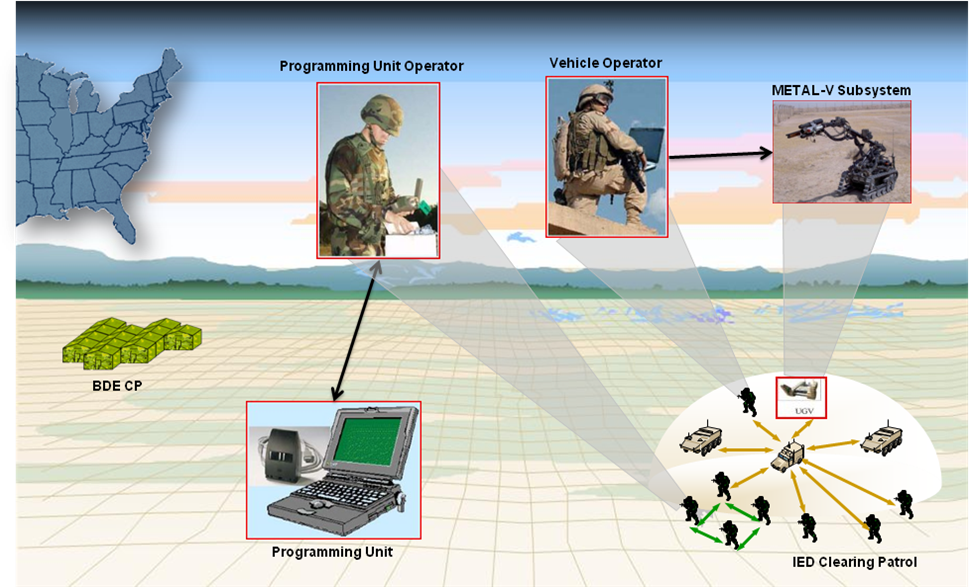 Programming Unit Operator
Vehicle Operator
METAL-V Subsystem
BDE CP
UGV
Programming Unit
IED Clearing Patrol